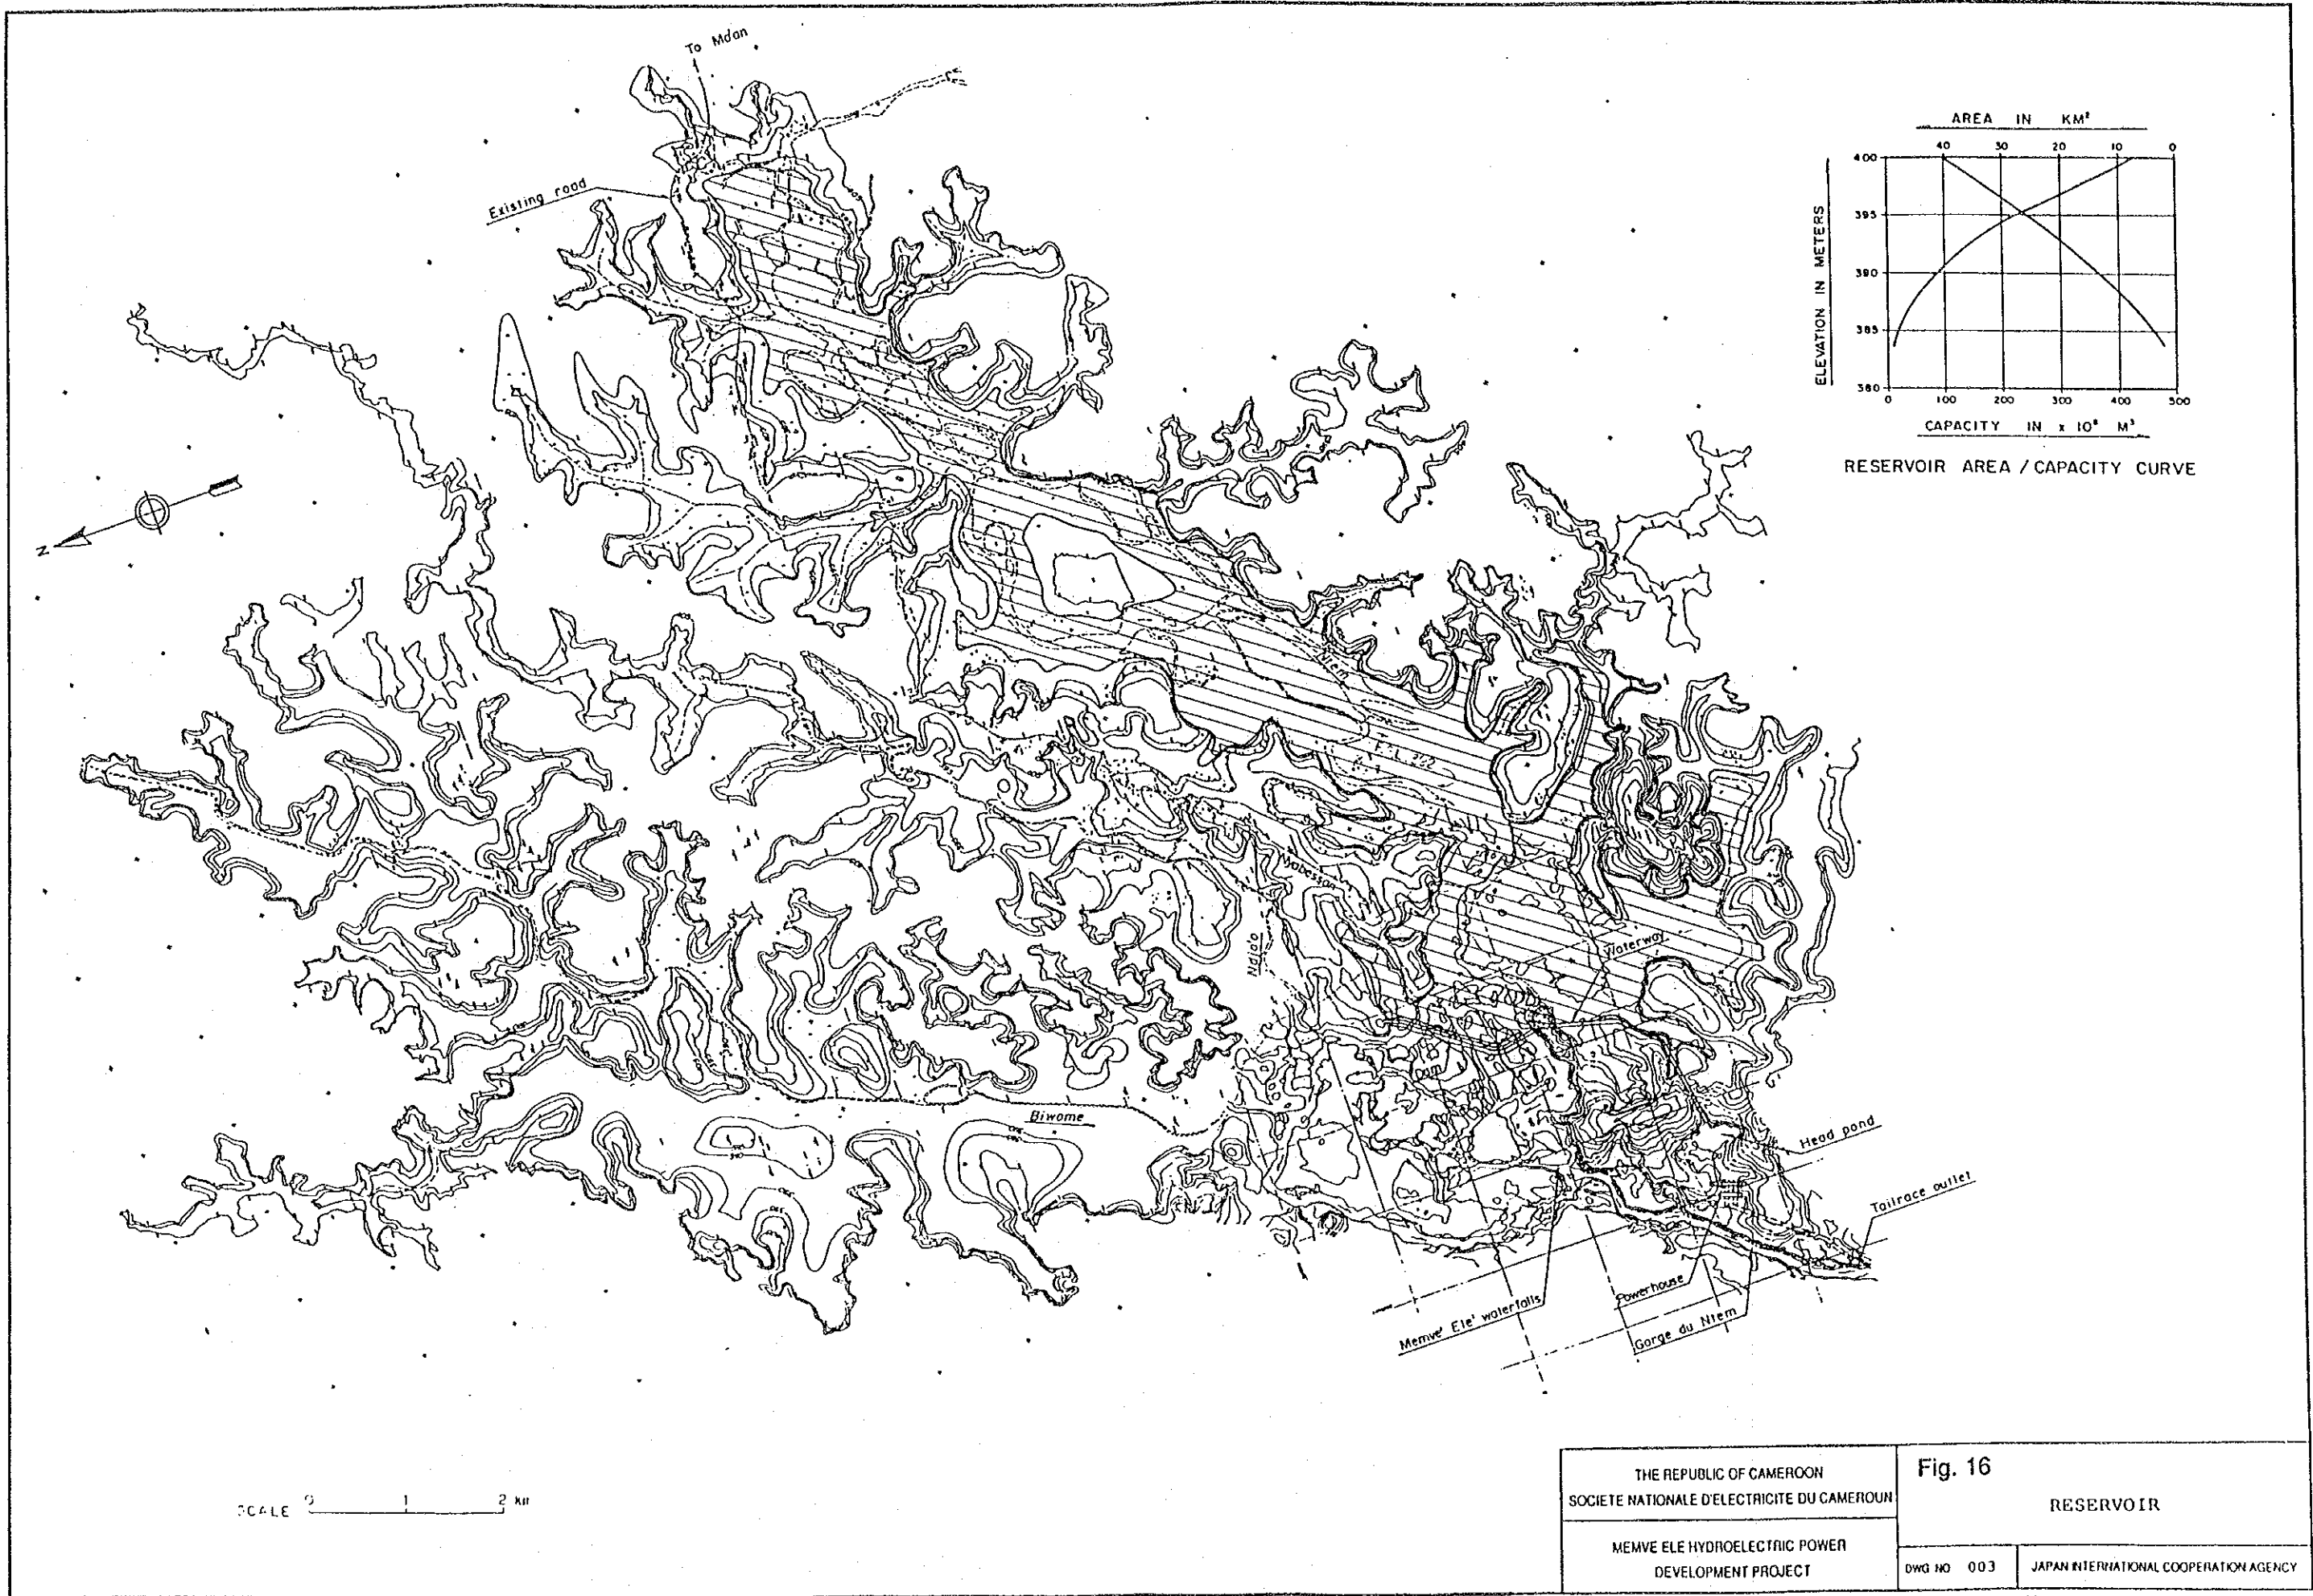 To Mdan
Existing road
N
AREA IN KM²
40 30 20 10 0
400
395
390
385
380
ELEVATION IN METERS
0 100 200 300 400 500
CAPACITY IN x 10⁶ M³
RESERVOIR AREA / CAPACITY CURVE
Ntem
F.S.L 392
Nyabessan
Ndjo'o
Waterway
Dam
Biwome
Head pond
Tailrace outlet
Powerhouse
Memve' Ele' waterfalls
Gorge du Ntem
SCALE 0 1 2 km
THE REPUBLIC OF CAMEROON
SOCIETE NATIONALE D'ELECTRICITE DU CAMEROUN
MEMVE ELE HYDROELECTRIC POWER
DEVELOPMENT PROJECT
Fig. 16
RESERVOIR
DWG NO 003
JAPAN INTERNATIONAL COOPERATION AGENCY